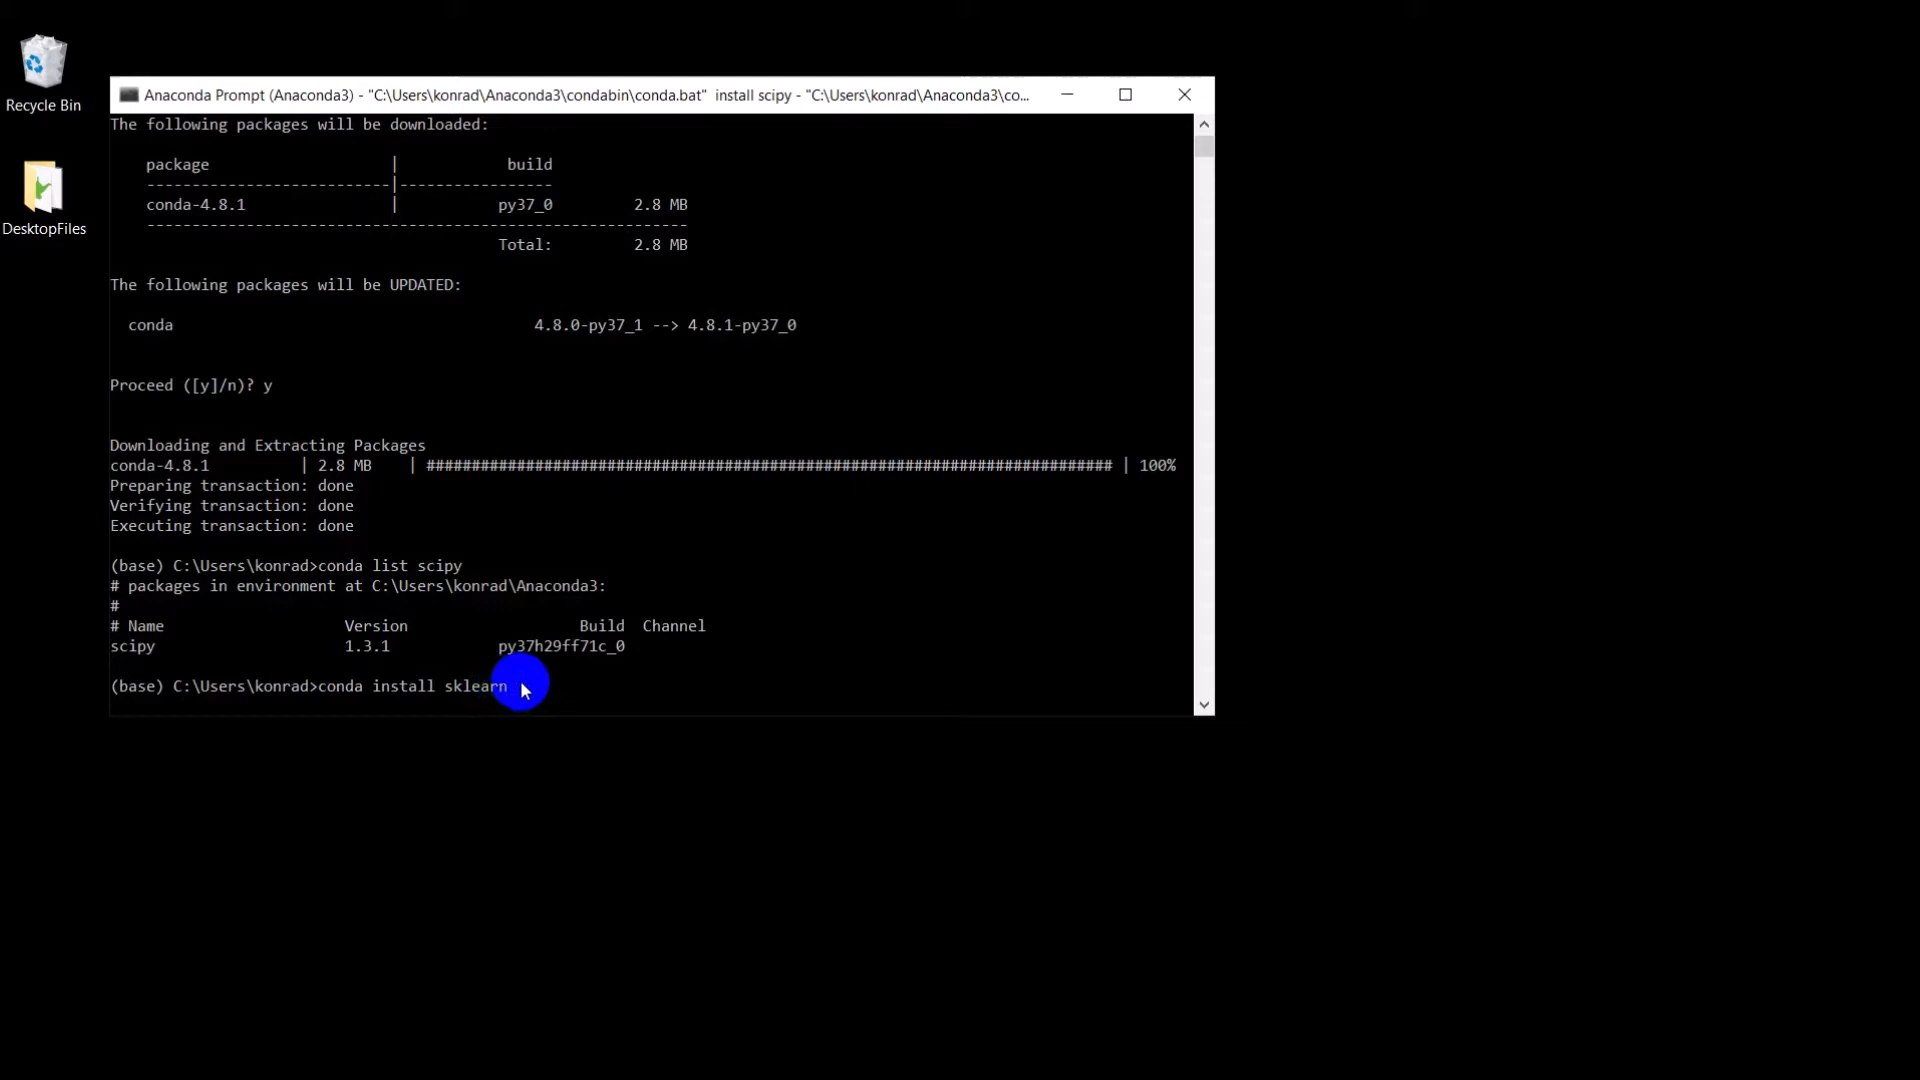 Recycle Bin
DesktopFiles
Anaconda Prompt (Anaconda3) - "C:\Users\konrad\Anaconda3\condabin\conda.bat"  install scipy - "C:\Users\konrad\Anaconda3\co...
The following packages will be downloaded:
package | build
---------------------------|-----------------
conda-4.8.1 | py37_0 2.8 MB
------------------------------------------------------------
Total: 2.8 MB
The following packages will be UPDATED:
conda 4.8.0-py37_1 --> 4.8.1-py37_0
Proceed ([y]/n)? y
Downloading and Extracting Packages
conda-4.8.1 | 2.8 MB | ############################################################################ | 100%
Preparing transaction: done
Verifying transaction: done
Executing transaction: done
(base) C:\Users\konrad>conda list scipy
# packages in environment at C:\Users\konrad\Anaconda3:
#
# Name Version Build Channel
scipy 1.3.1 py37h29ff71c_0
(base) C:\Users\konrad>conda install sklearn